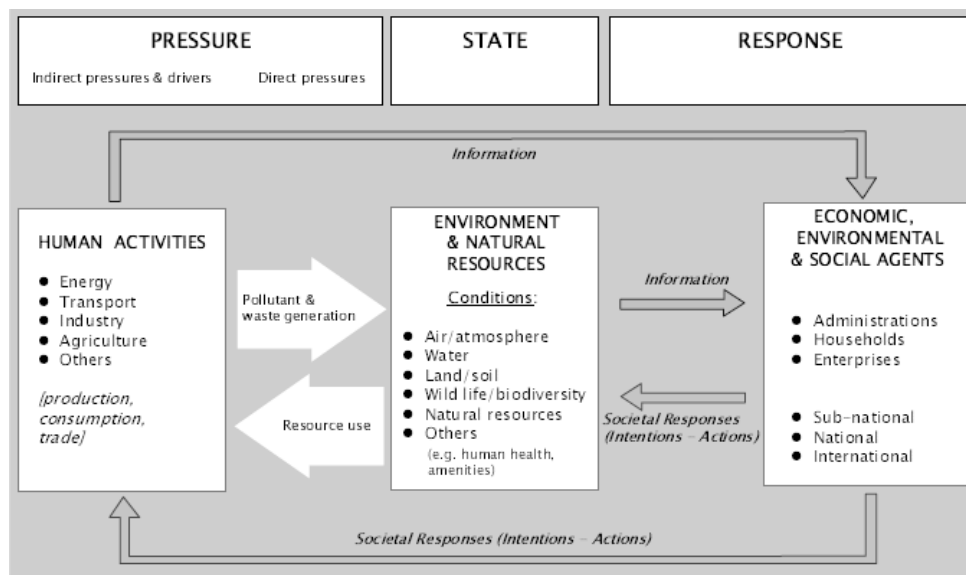 PRESSURE
Indirect pressures & drivers
Direct pressures
STATE
RESPONSE
Information
HUMAN ACTIVITIES
● Energy
● Transport
● Industry
● Agriculture
● Others
(production,
consumption,
trade)
Pollutant &
waste generation
Resource use
ENVIRONMENT
& NATURAL
RESOURCES
Conditions:
● Air/atmosphere
● Water
● Land/soil
● Wild life/biodiversity
● Natural resources
● Others
(e.g. human health,
amenities)
Information
Societal Responses
(Intentions – Actions)
ECONOMIC,
ENVIRONMENTAL
& SOCIAL AGENTS
● Administrations
● Households
● Enterprises
● Sub-national
● National
● International
Societal Responses (Intentions – Actions)